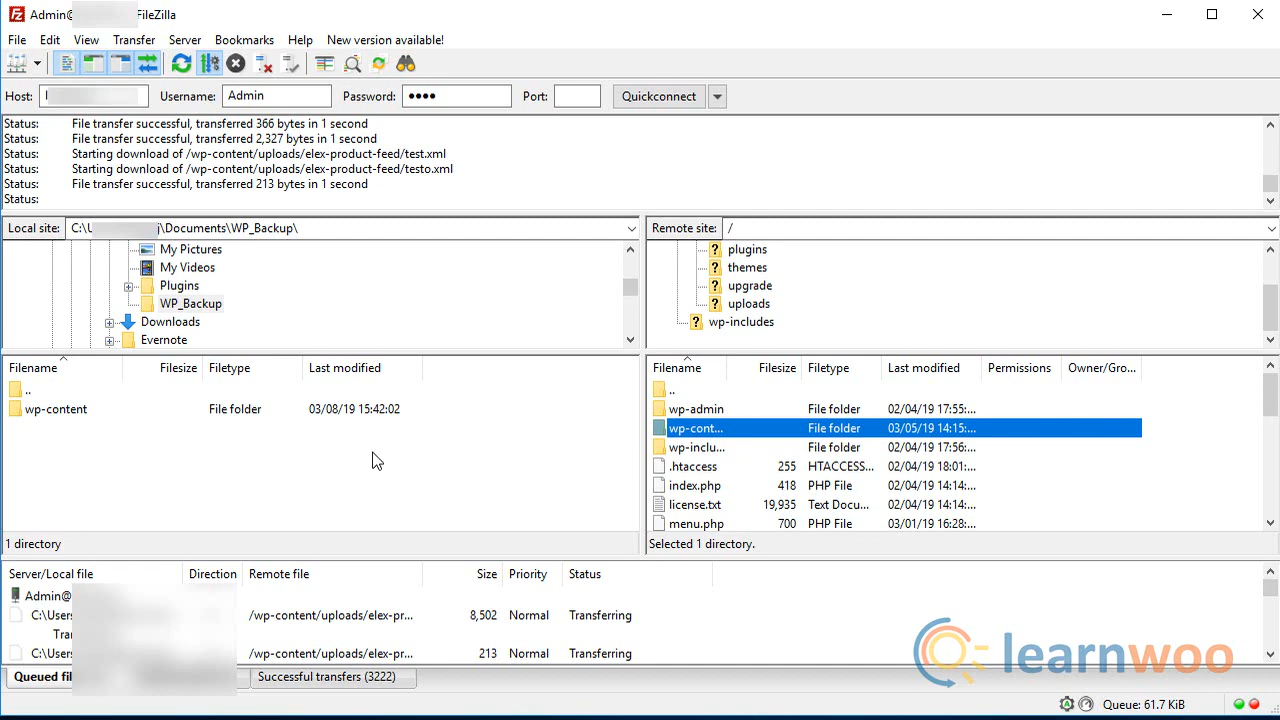 Admin@ FileZilla
File Edit View Transfer Server Bookmarks Help New version available!
Host: Username: Admin Password: •••• Port: Quickconnect
Status: File transfer successful, transferred 366 bytes in 1 second
Status: File transfer successful, transferred 2,327 bytes in 1 second
Status: Starting download of /wp-content/uploads/elex-product-feed/test.xml
Status: Starting download of /wp-content/uploads/elex-product-feed/testo.xml
Status: File transfer successful, transferred 213 bytes in 1 second
Status:
Local site: C:\U j\Documents\WP_Backup\
My Pictures
My Videos
Plugins
WP_Backup
Downloads
Evernote
Remote site: /
plugins
themes
upgrade
uploads
wp-includes
Filename Filesize Filetype Last modified
..
wp-content File folder 03/08/19 15:42:02
1 directory
Filename Filesize Filetype Last modified Permissions Owner/Gro...
..
wp-admin File folder 02/04/19 17:55:...
wp-cont... File folder 03/05/19 14:15:...
wp-inclu... File folder 02/04/19 17:56:...
.htaccess 255 HTACCESS... 02/04/19 18:01:...
index.php 418 PHP File 02/04/19 14:14:...
license.txt 19,935 Text Docu... 02/04/19 14:14:...
menu.php 700 PHP File 03/01/19 16:28:...
Selected 1 directory.
Server/Local file Direction Remote file Size Priority Status
Admin@
C:\Users /wp-content/uploads/elex-pr... 8,502 Normal Transferring
Tra
C:\Users /wp-content/uploads/elex-pr... 213 Normal Transferring
Queued fil Successful transfers (3222)
learnwoo
Queue: 61.7 KiB